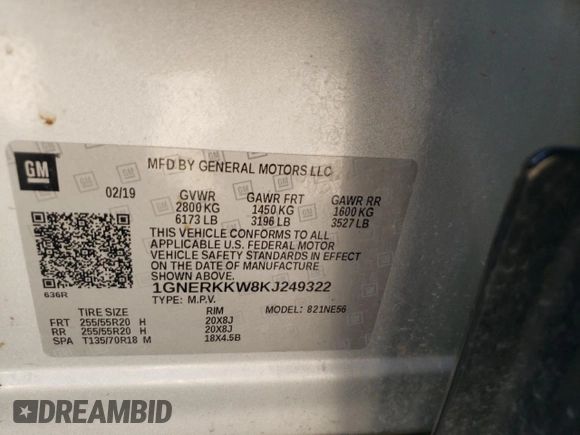 GM
MFD BY GENERAL MOTORS LLC
02/19
GVWR GAWR FRT GAWR RR
2800 KG 1450 KG 1600 KG
6173 LB 3196 LB 3527 LB
THIS VEHICLE CONFORMS TO ALL
APPLICABLE U.S. FEDERAL MOTOR
VEHICLE SAFETY AND THEFT
PREVENTION STANDARDS IN EFFECT
ON THE DATE OF MANUFACTURE
SHOWN ABOVE.
1GNERKKW8KJ249322
TYPE: M.P.V. MODEL: 821NE56
636R
TIRE SIZE RIM
FRT 255/55R20 H 20X8J
RR 255/55R20 H 20X8J
SPA T135/70R18 M 18X4.5B
DREAMBID